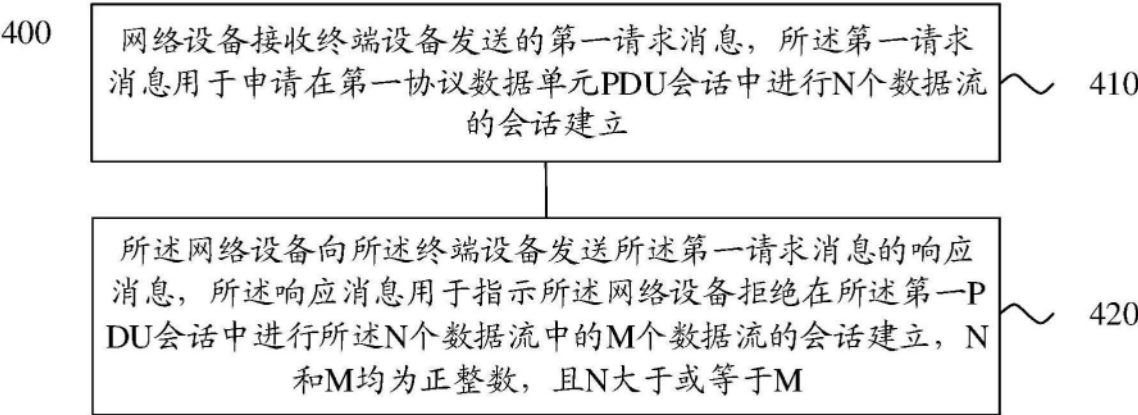 400
网络设备接收终端设备发送的第一请求消息，所述第一请求
消息用于申请在第一协议数据单元PDU会话中进行N个数据流
的会话建立
410
所述网络设备向所述终端设备发送所述第一请求消息的响应
消息，所述响应消息用于指示所述网络设备拒绝在所述第一P
DU会话中进行所述N个数据流中的M个数据流的会话建立，N
和M均为正整数，且N大于或等于M
420